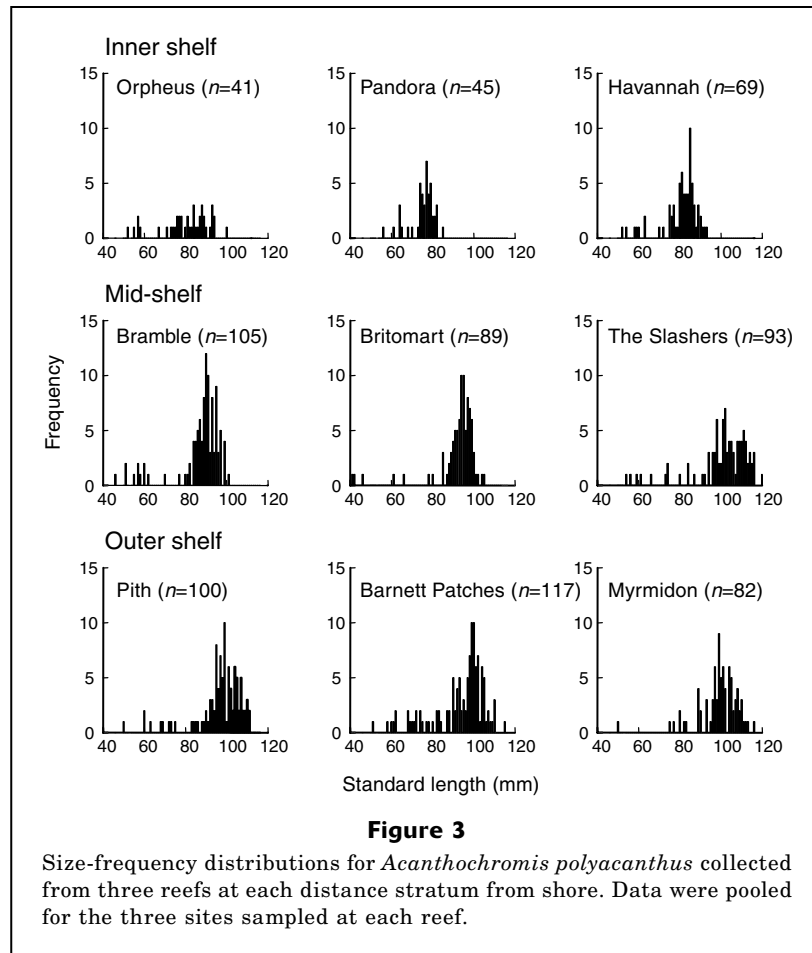 Inner shelf
Orpheus (n=41)
15
10
5
0
40 60 80 100 120
Pandora (n=45)
15
10
5
0
40 60 80 100 120
Havannah (n=69)
15
10
5
0
40 60 80 100 120
Mid-shelf
Frequency
Bramble (n=105)
15
10
5
0
40 60 80 100 120
Britomart (n=89)
15
10
5
0
40 60 80 100 120
The Slashers (n=93)
15
10
5
0
40 60 80 100 120
Outer shelf
Pith (n=100)
15
10
5
0
40 60 80 100 120
Barnett Patches (n=117)
15
10
5
0
40 60 80 100 120
Myrmidon (n=82)
15
10
5
0
40 60 80 100 120
Standard length (mm)
Figure 3
Size-frequency distributions for Acanthochromis polyacanthus collected
from three reefs at each distance stratum from shore. Data were pooled
for the three sites sampled at each reef.